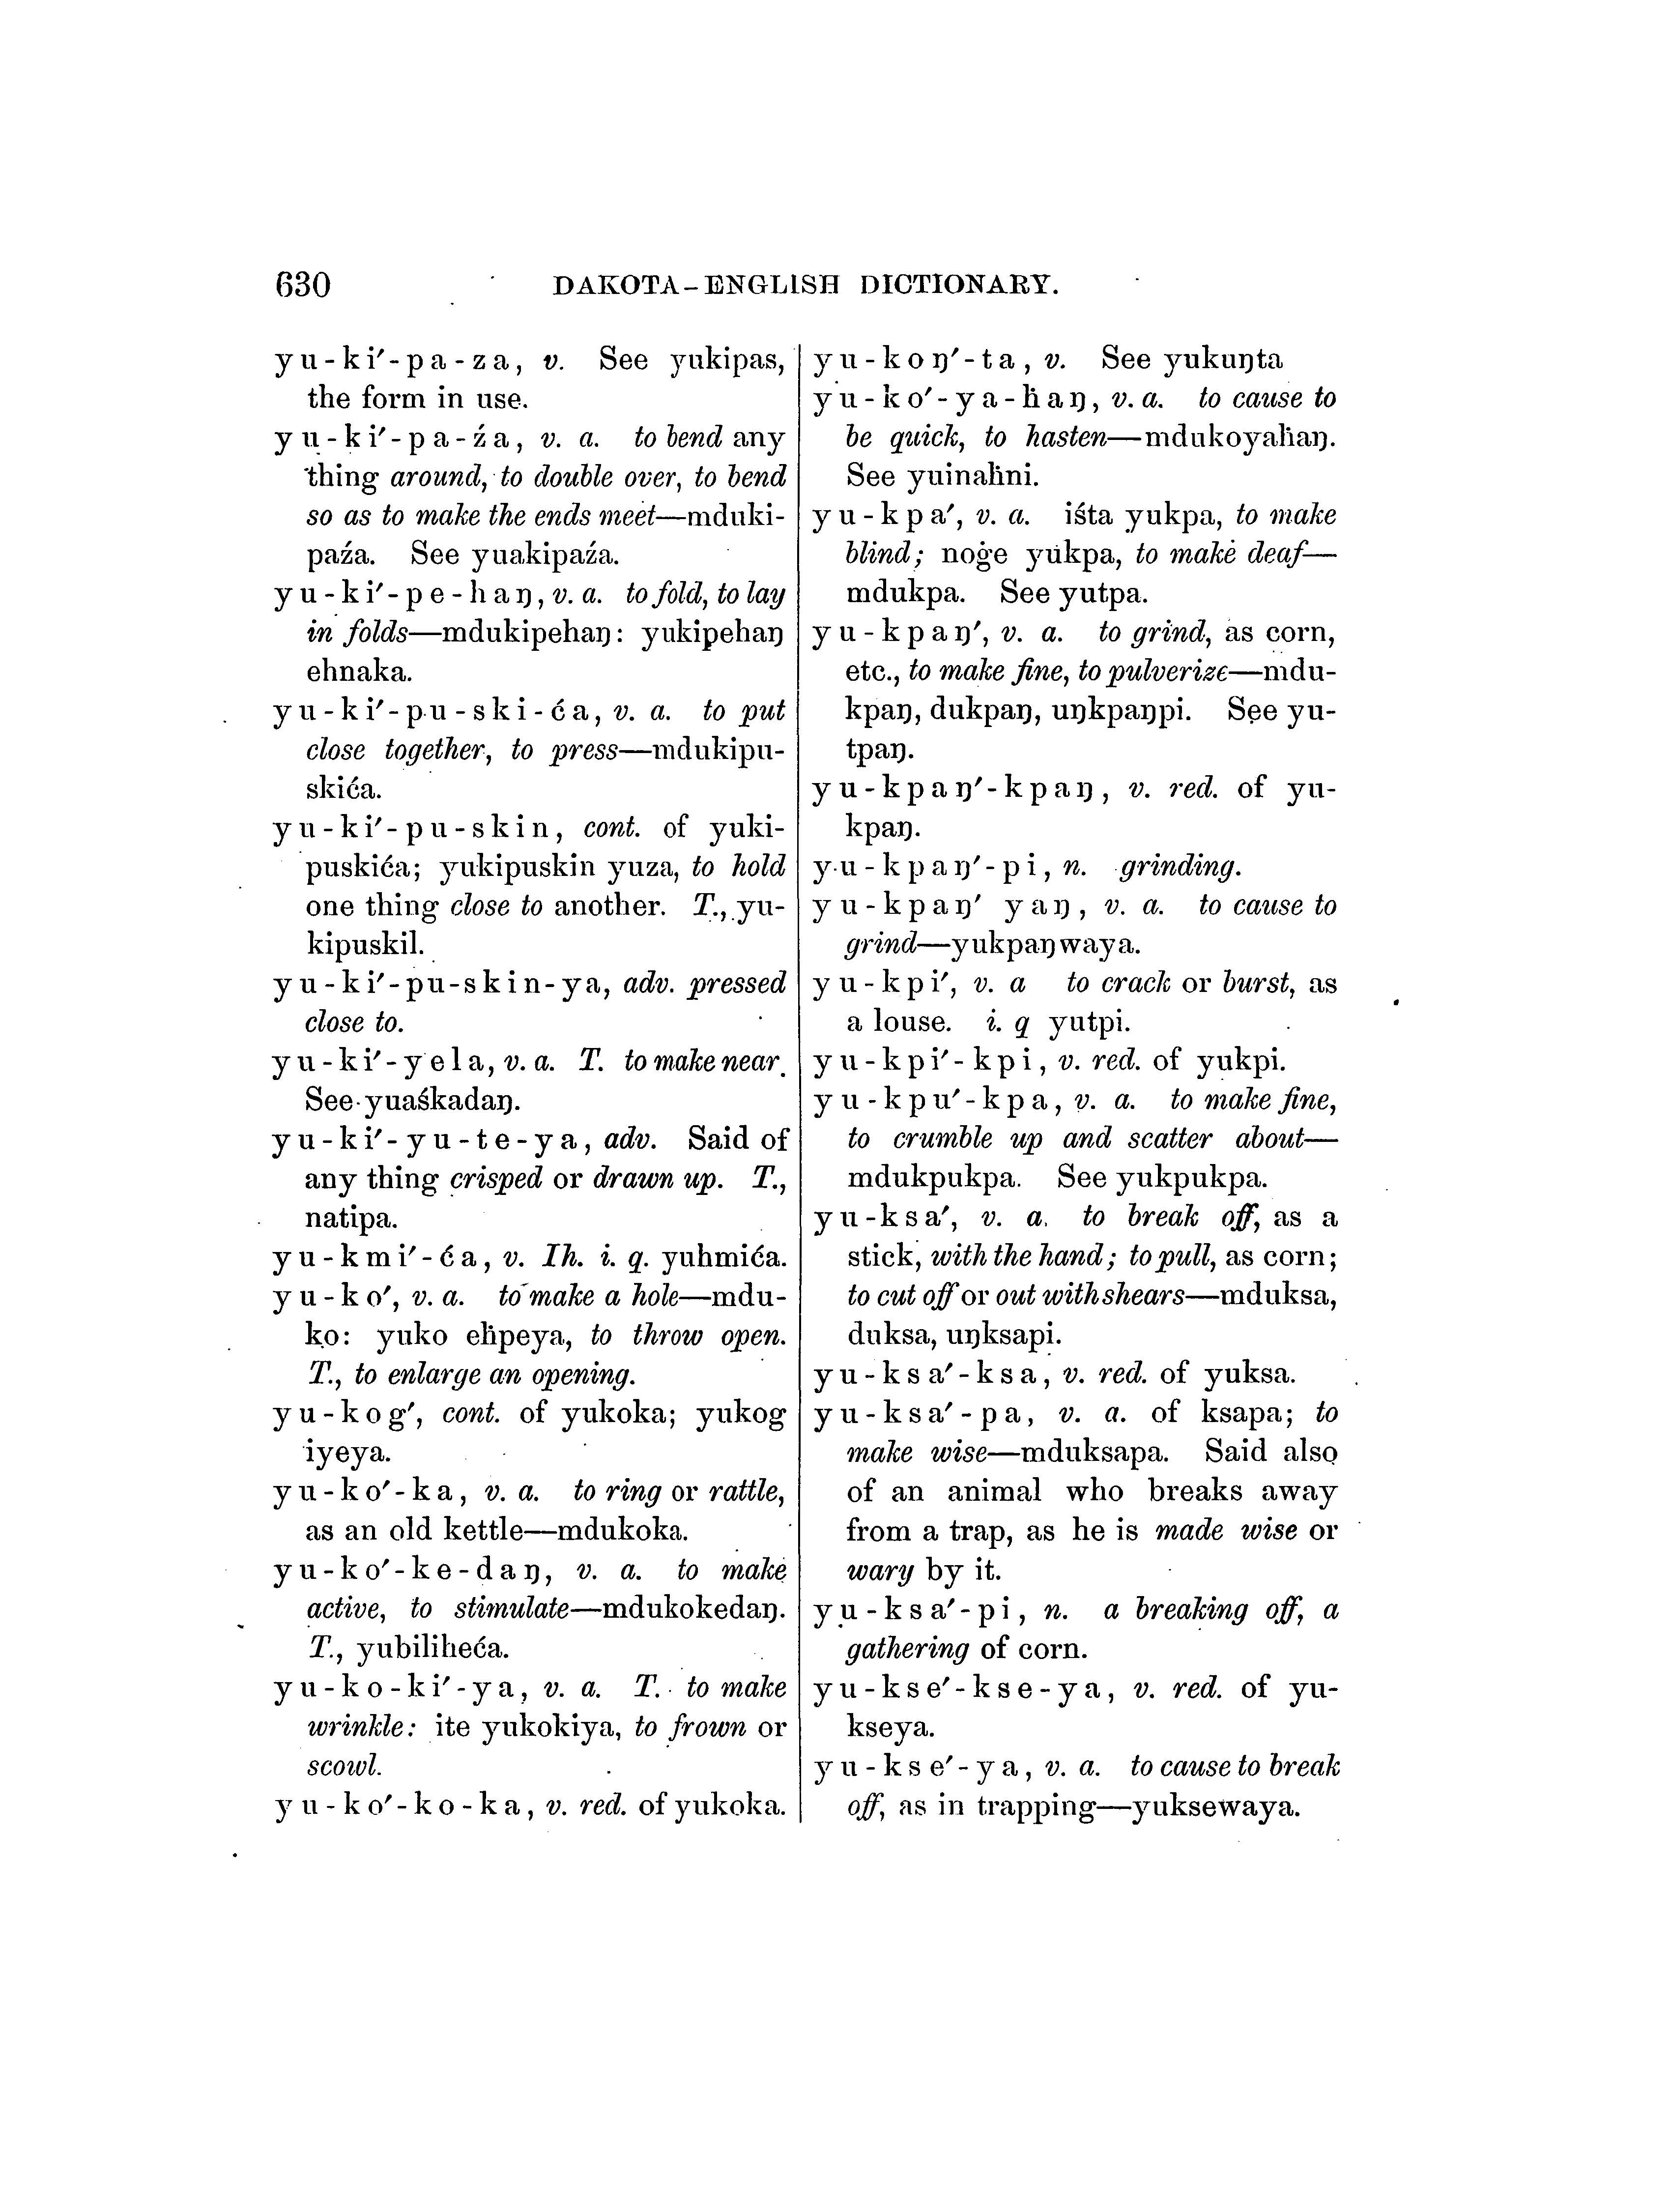 630 DAKOTA-ENGLISH DICTIONARY.
yu-ki′-pa-za, v. See yukipas,
the form in use.
yu-ki′-pa-źa, v. a. to bend any
thing around, to double over, to bend
so as to make the ends meet—mduki-
paźa. See yuakipaźa.
yu-ki′-pe-haŋ, v. a. to fold, to lay
in folds—mdukipehaŋ: yukipehaŋ
ehnaka.
yu-ki′-pu-ski-ća, v. a. to put
close together, to press—mdukipu-
skića.
yu-ki′-pu-skin, cont. of yuki-
puskića; yukipuskin yuza, to hold
one thing close to another. T., yu-
kipuskil.
yu-ki′-pu-skin-ya, adv. pressed
close to.
yu-ki′-yela, v. a. T. to make near.
See yuaśkadaŋ.
yu-ki′-yu-te-ya, adv. Said of
any thing crisped or drawn up. T.,
natipa.
yu-kmi′-ća, v. Ih. i. q. yuhmića.
yu-ko′, v. a. to make a hole—mdu-
ko: yuko eḣpeya, to throw open.
T., to enlarge an opening.
yu-kog′, cont. of yukoka; yukog
iyeya.
yu-ko′-ka, v. a. to ring or rattle,
as an old kettle—mdukoka.
yu-ko′-ke-daŋ, v. a. to make
active, to stimulate—mdukokedaŋ.
T., yubiliheća.
yu-ko-ki′-ya, v. a. T. to make
wrinkle: ite yukokiya, to frown or
scowl.
yu-ko′-ko-ka, v. red. of yukoka.
yu-koŋ′-ta, v. See yukuŋta
yu-ko′-ya-ḣaŋ, v. a. to cause to
be quick, to hasten—mdukoyaḣaŋ.
See yuinaḣni.
yu-kpa′, v. a. iśta yukpa, to make
blind; noġe yukpa, to make deaf—
mdukpa. See yutpa.
yu-kpaŋ′, v. a. to grind, as corn,
etc., to make fine, to pulverize—mdu-
kpaŋ, dukpaŋ, uŋkpaŋpi. See yu-
tpaŋ.
yu-kpaŋ′-kpaŋ, v. red. of yu-
kpaŋ.
yu-kpaŋ′-pi, n. grinding.
yu-kpaŋ′ yaŋ, v. a. to cause to
grind—yukpaŋwaya.
yu-kpi′, v. a to crack or burst, as
a louse. i. q yutpi.
yu-kpi′-kpi, v. red. of yukpi.
yu-kpu′-kpa, v. a. to make fine,
to crumble up and scatter about—
mdukpukpa. See yukpukpa.
yu-ksa′, v. a. to break off, as a
stick, with the hand; to pull, as corn;
to cut off or out with shears—mduksa,
duksa, uŋksapi.
yu-ksa′-ksa, v. red. of yuksa.
yu-ksa′-pa, v. a. of ksapa; to
make wise—mduksapa. Said also
of an animal who breaks away
from a trap, as he is made wise or
wary by it.
yu-ksa′-pi, n. a breaking off, a
gathering of corn.
yu-kse′-kse-ya, v. red. of yu-
kseya.
yu-kse′-ya, v. a. to cause to break
off, as in trapping—yuksewaya.